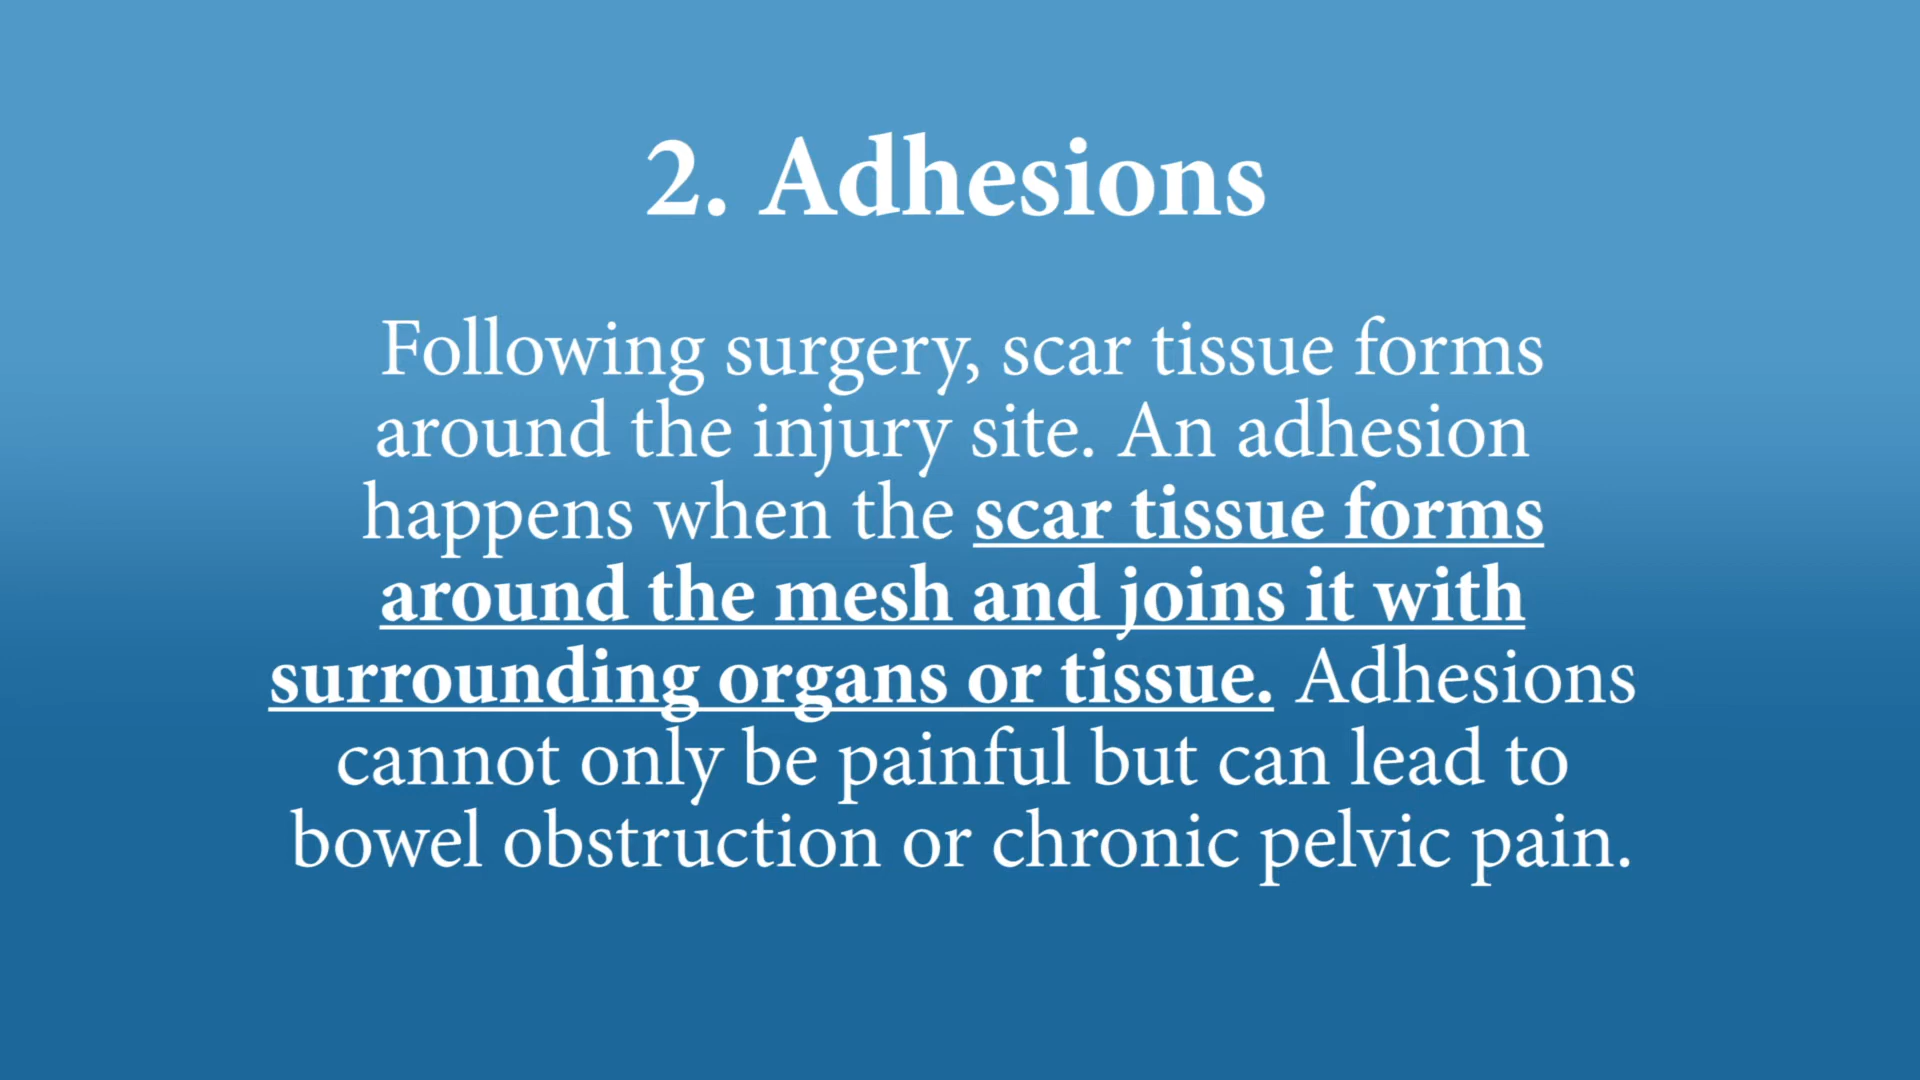 2. Adhesions
Following surgery, scar tissue forms
around the injury site. An adhesion
happens when the scar tissue forms
around the mesh and joins it with
surrounding organs or tissue. Adhesions
cannot only be painful but can lead to
bowel obstruction or chronic pelvic pain.